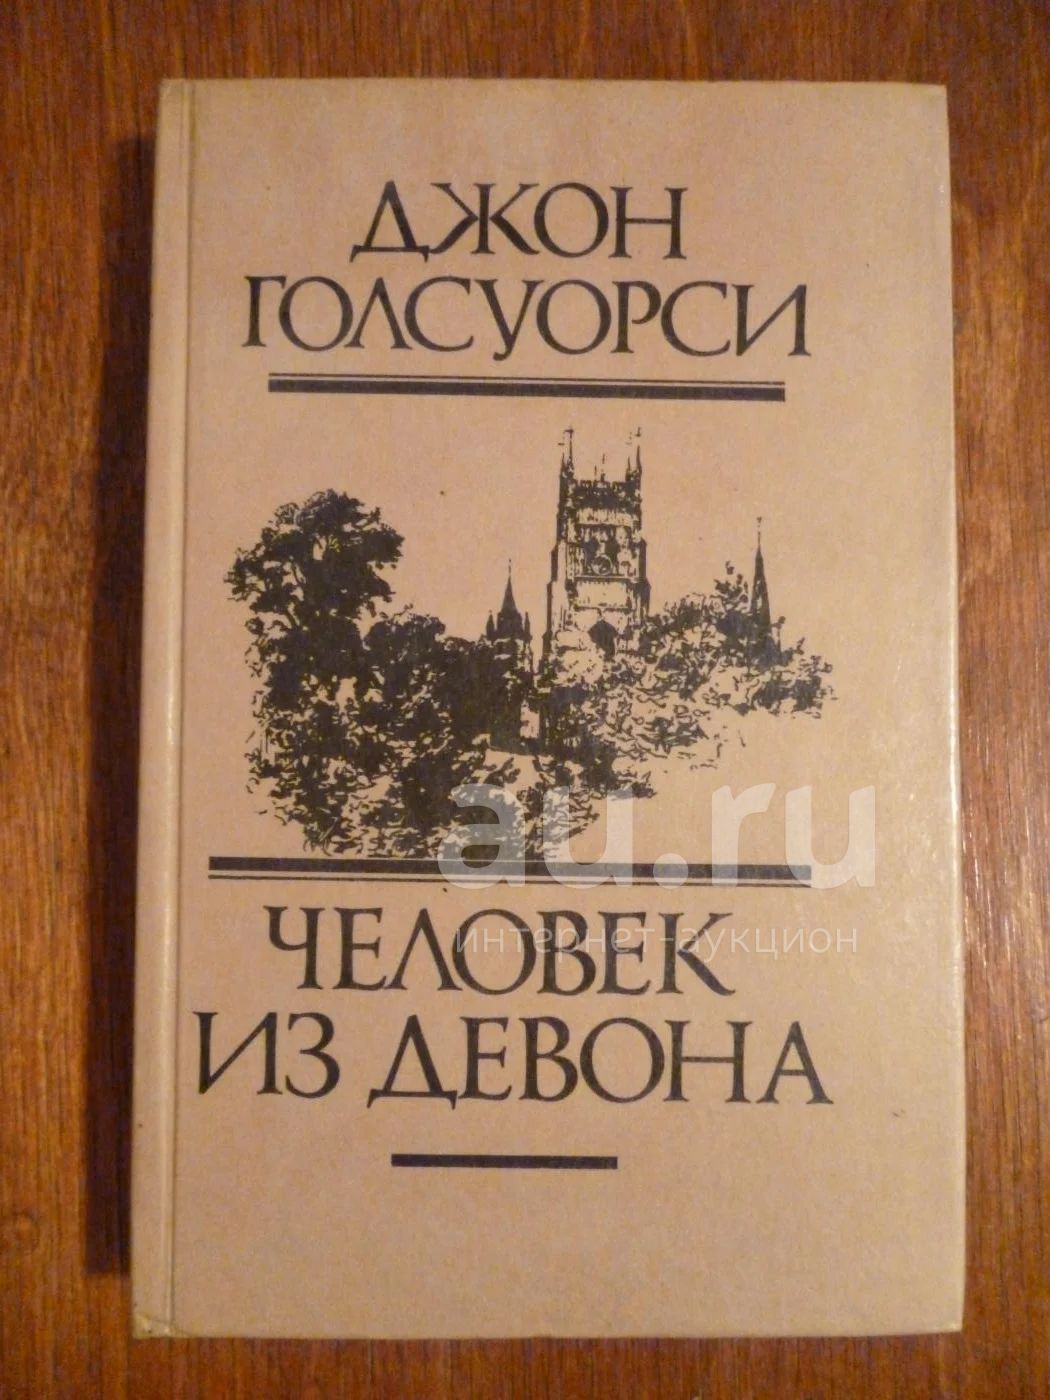 ДЖОН
ГОЛСУОРСИ
au.ru
интернет-аукцион
ЧЕЛОВЕК
ИЗ ДЕВОНА